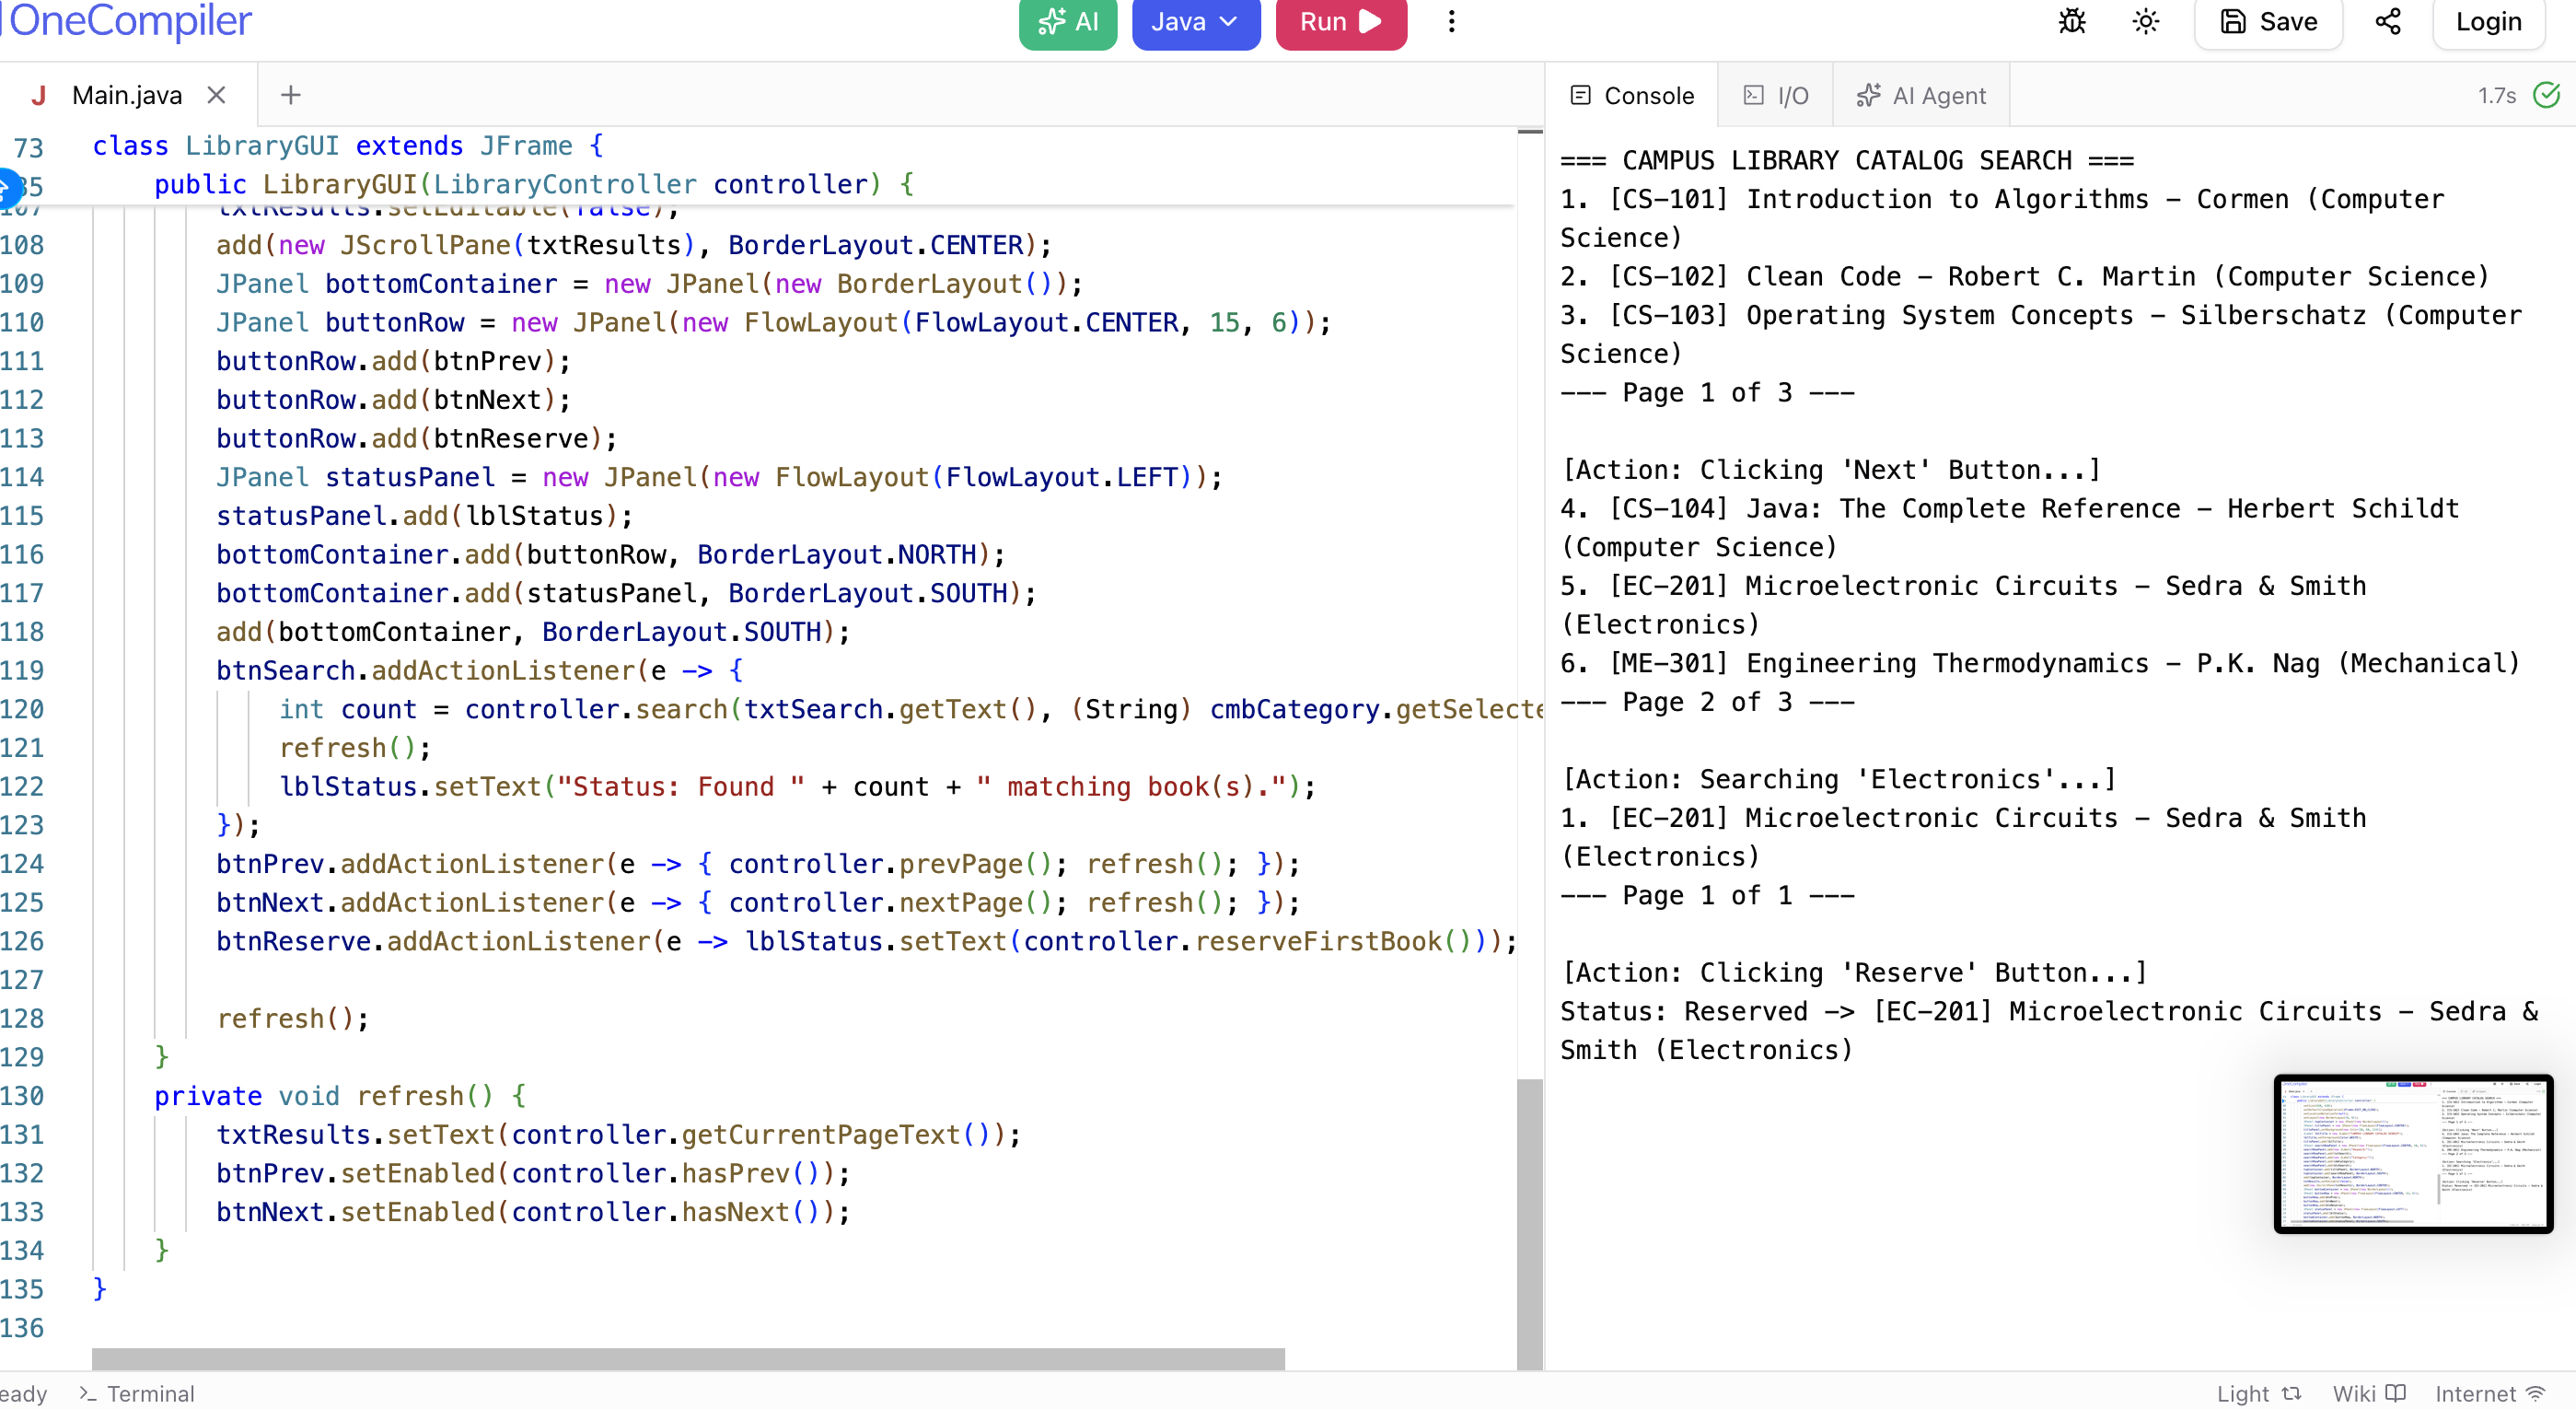 OneCompiler
AI
Java
Run
Save
Login
J Main.java
Console
I/O
AI Agent
1.7s
73 class LibraryGUI extends JFrame {
85 public LibraryGUI(LibraryController controller) {
107 txtResults.setEditable(false);
108 add(new JScrollPane(txtResults), BorderLayout.CENTER);
109 JPanel bottomContainer = new JPanel(new BorderLayout());
110 JPanel buttonRow = new JPanel(new FlowLayout(FlowLayout.CENTER, 15, 6));
111 buttonRow.add(btnPrev);
112 buttonRow.add(btnNext);
113 buttonRow.add(btnReserve);
114 JPanel statusPanel = new JPanel(new FlowLayout(FlowLayout.LEFT));
115 statusPanel.add(lblStatus);
116 bottomContainer.add(buttonRow, BorderLayout.NORTH);
117 bottomContainer.add(statusPanel, BorderLayout.SOUTH);
118 add(bottomContainer, BorderLayout.SOUTH);
119 btnSearch.addActionListener(e -> {
120 int count = controller.search(txtSearch.getText(), (String) cmbCategory.getSelecte
121 refresh();
122 lblStatus.setText("Status: Found " + count + " matching book(s).");
123 });
124 btnPrev.addActionListener(e -> { controller.prevPage(); refresh(); });
125 btnNext.addActionListener(e -> { controller.nextPage(); refresh(); });
126 btnReserve.addActionListener(e -> lblStatus.setText(controller.reserveFirstBook()));
127
128 refresh();
129 }
130 private void refresh() {
131 txtResults.setText(controller.getCurrentPageText());
132 btnPrev.setEnabled(controller.hasPrev());
133 btnNext.setEnabled(controller.hasNext());
134 }
135 }
136
=== CAMPUS LIBRARY CATALOG SEARCH ===
1. [CS-101] Introduction to Algorithms - Cormen (Computer
Science)
2. [CS-102] Clean Code - Robert C. Martin (Computer Science)
3. [CS-103] Operating System Concepts - Silberschatz (Computer
Science)
--- Page 1 of 3 ---
[Action: Clicking 'Next' Button...]
4. [CS-104] Java: The Complete Reference - Herbert Schildt
(Computer Science)
5. [EC-201] Microelectronic Circuits - Sedra & Smith
(Electronics)
6. [ME-301] Engineering Thermodynamics - P.K. Nag (Mechanical)
--- Page 2 of 3 ---
[Action: Searching 'Electronics'...]
1. [EC-201] Microelectronic Circuits - Sedra & Smith
(Electronics)
--- Page 1 of 1 ---
[Action: Clicking 'Reserve' Button...]
Status: Reserved -> [EC-201] Microelectronic Circuits - Sedra &
Smith (Electronics)
eady
Terminal
Light
Wiki
Internet